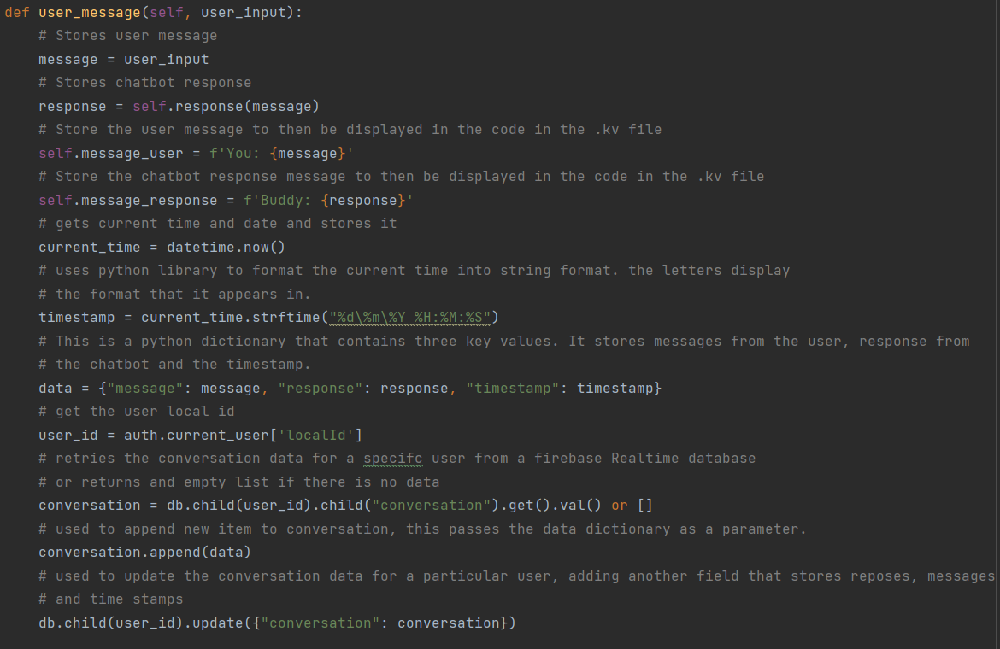 def user_message(self, user_input):
    # Stores user message
    message = user_input
    # Stores chatbot response
    response = self.response(message)
    # Store the user message to then be displayed in the code in the .kv file
    self.message_user = f'You: {message}'
    # Store the chatbot response message to then be displayed in the code in the .kv file
    self.message_response = f'Buddy: {response}'
    # gets current time and date and stores it
    current_time = datetime.now()
    # uses python library to format the current time into string format. the letters display
    # the format that it appears in.
    timestamp = current_time.strftime("%d\%m\%Y %H:%M:%S")
    # This is a python dictionary that contains three key values. It stores messages from the user, response from
    # the chatbot and the timestamp.
    data = {"message": message, "response": response, "timestamp": timestamp}
    # get the user local id
    user_id = auth.current_user['localId']
    # retries the conversation data for a specifc user from a firebase Realtime database
    # or returns and empty list if there is no data
    conversation = db.child(user_id).child("conversation").get().val() or []
    # used to append new item to conversation, this passes the data dictionary as a parameter.
    conversation.append(data)
    # used to update the conversation data for a particular user, adding another field that stores reposes, messages
    # and time stamps
    db.child(user_id).update({"conversation": conversation})